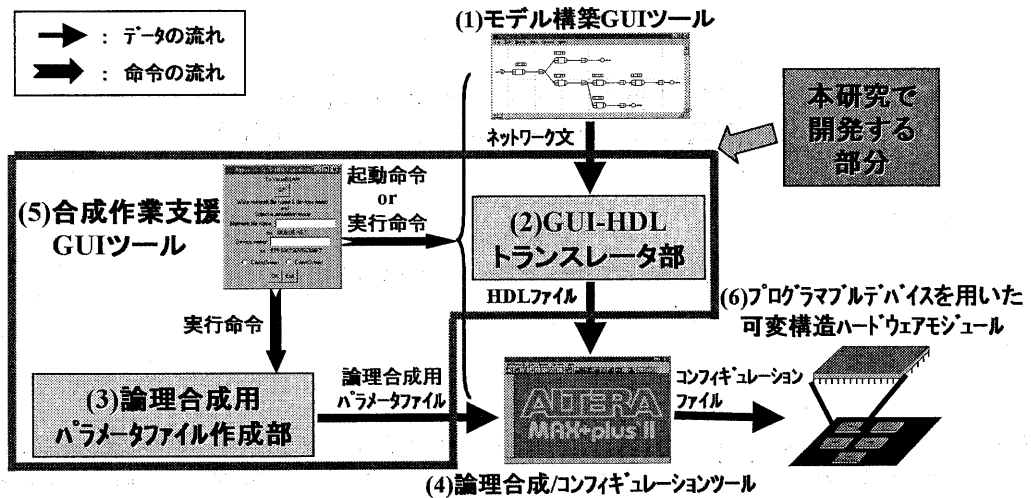 (1)モデル構築GUIツール
→ : データの流れ
: 命令の流れ
本研究で
開発する
部分
ネットワーク文
起動命令
or
実行命令
(5)合成作業支援
GUIツール
(2)GUI-HDL
トランスレータ部
HDLファイル
(6)プログラマブルデバイスを用いた
可変構造ハードウェアモジュール
実行命令
(3)論理合成用
パラメータファイル作成部
論理合成用
パラメータファイル
ALTERA
MAX+plus II
コンフィギュレーション
ファイル
(4)論理合成/コンフィギュレーションツール